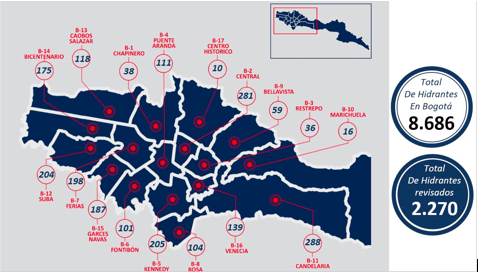 B-13
CAOBOS
SALAZAR
118
B-14
BICENTENARIO
175
B-1
CHAPINERO
38
B-4
PUENTE
ARANDA
111
B-17
CENTRO
HISTÓRICO
10
B-2
CENTRAL
281
B-9
BELLAVISTA
59
B-3
RESTREPO
36
B-10
MARICHUELA
16
204
B-12
SUBA
198
B-7
FERIAS
187
B-15
GARCES
NAVAS
101
B-6
FONTIBÓN
205
B-5
KENNEDY
104
B-8
BOSA
139
B-16
VENECIA
288
B-11
CANDELARIA
Total
De Hidrantes
En Bogotá
8.686
Total
De Hidrantes
revisados
2.270